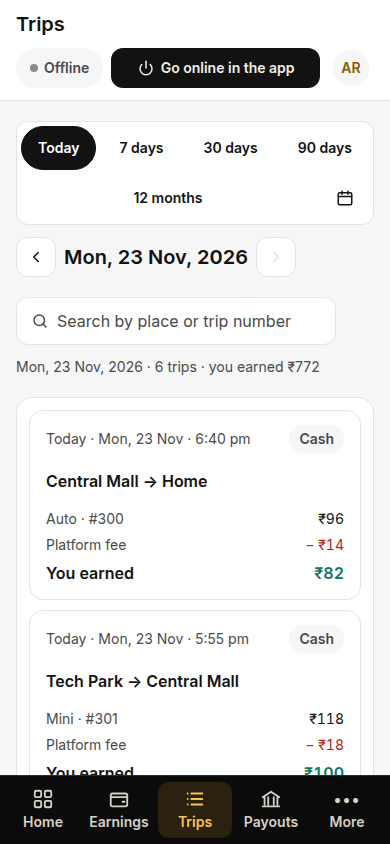 Trips
Offline
Go online in the app
AR
Today
7 days
30 days
90 days
12 months
Mon, 23 Nov, 2026
Search by place or trip number
Mon, 23 Nov, 2026 · 6 trips · you earned ₹772
Today · Mon, 23 Nov · 6:40 pm
Cash
Central Mall → Home
Auto · #300
₹96
Platform fee
– ₹14
You earned
₹82
Today · Mon, 23 Nov · 5:55 pm
Cash
Tech Park → Central Mall
Mini · #301
₹118
Platform fee
– ₹18
You earned
₹100
Home
Earnings
Trips
Payouts
More